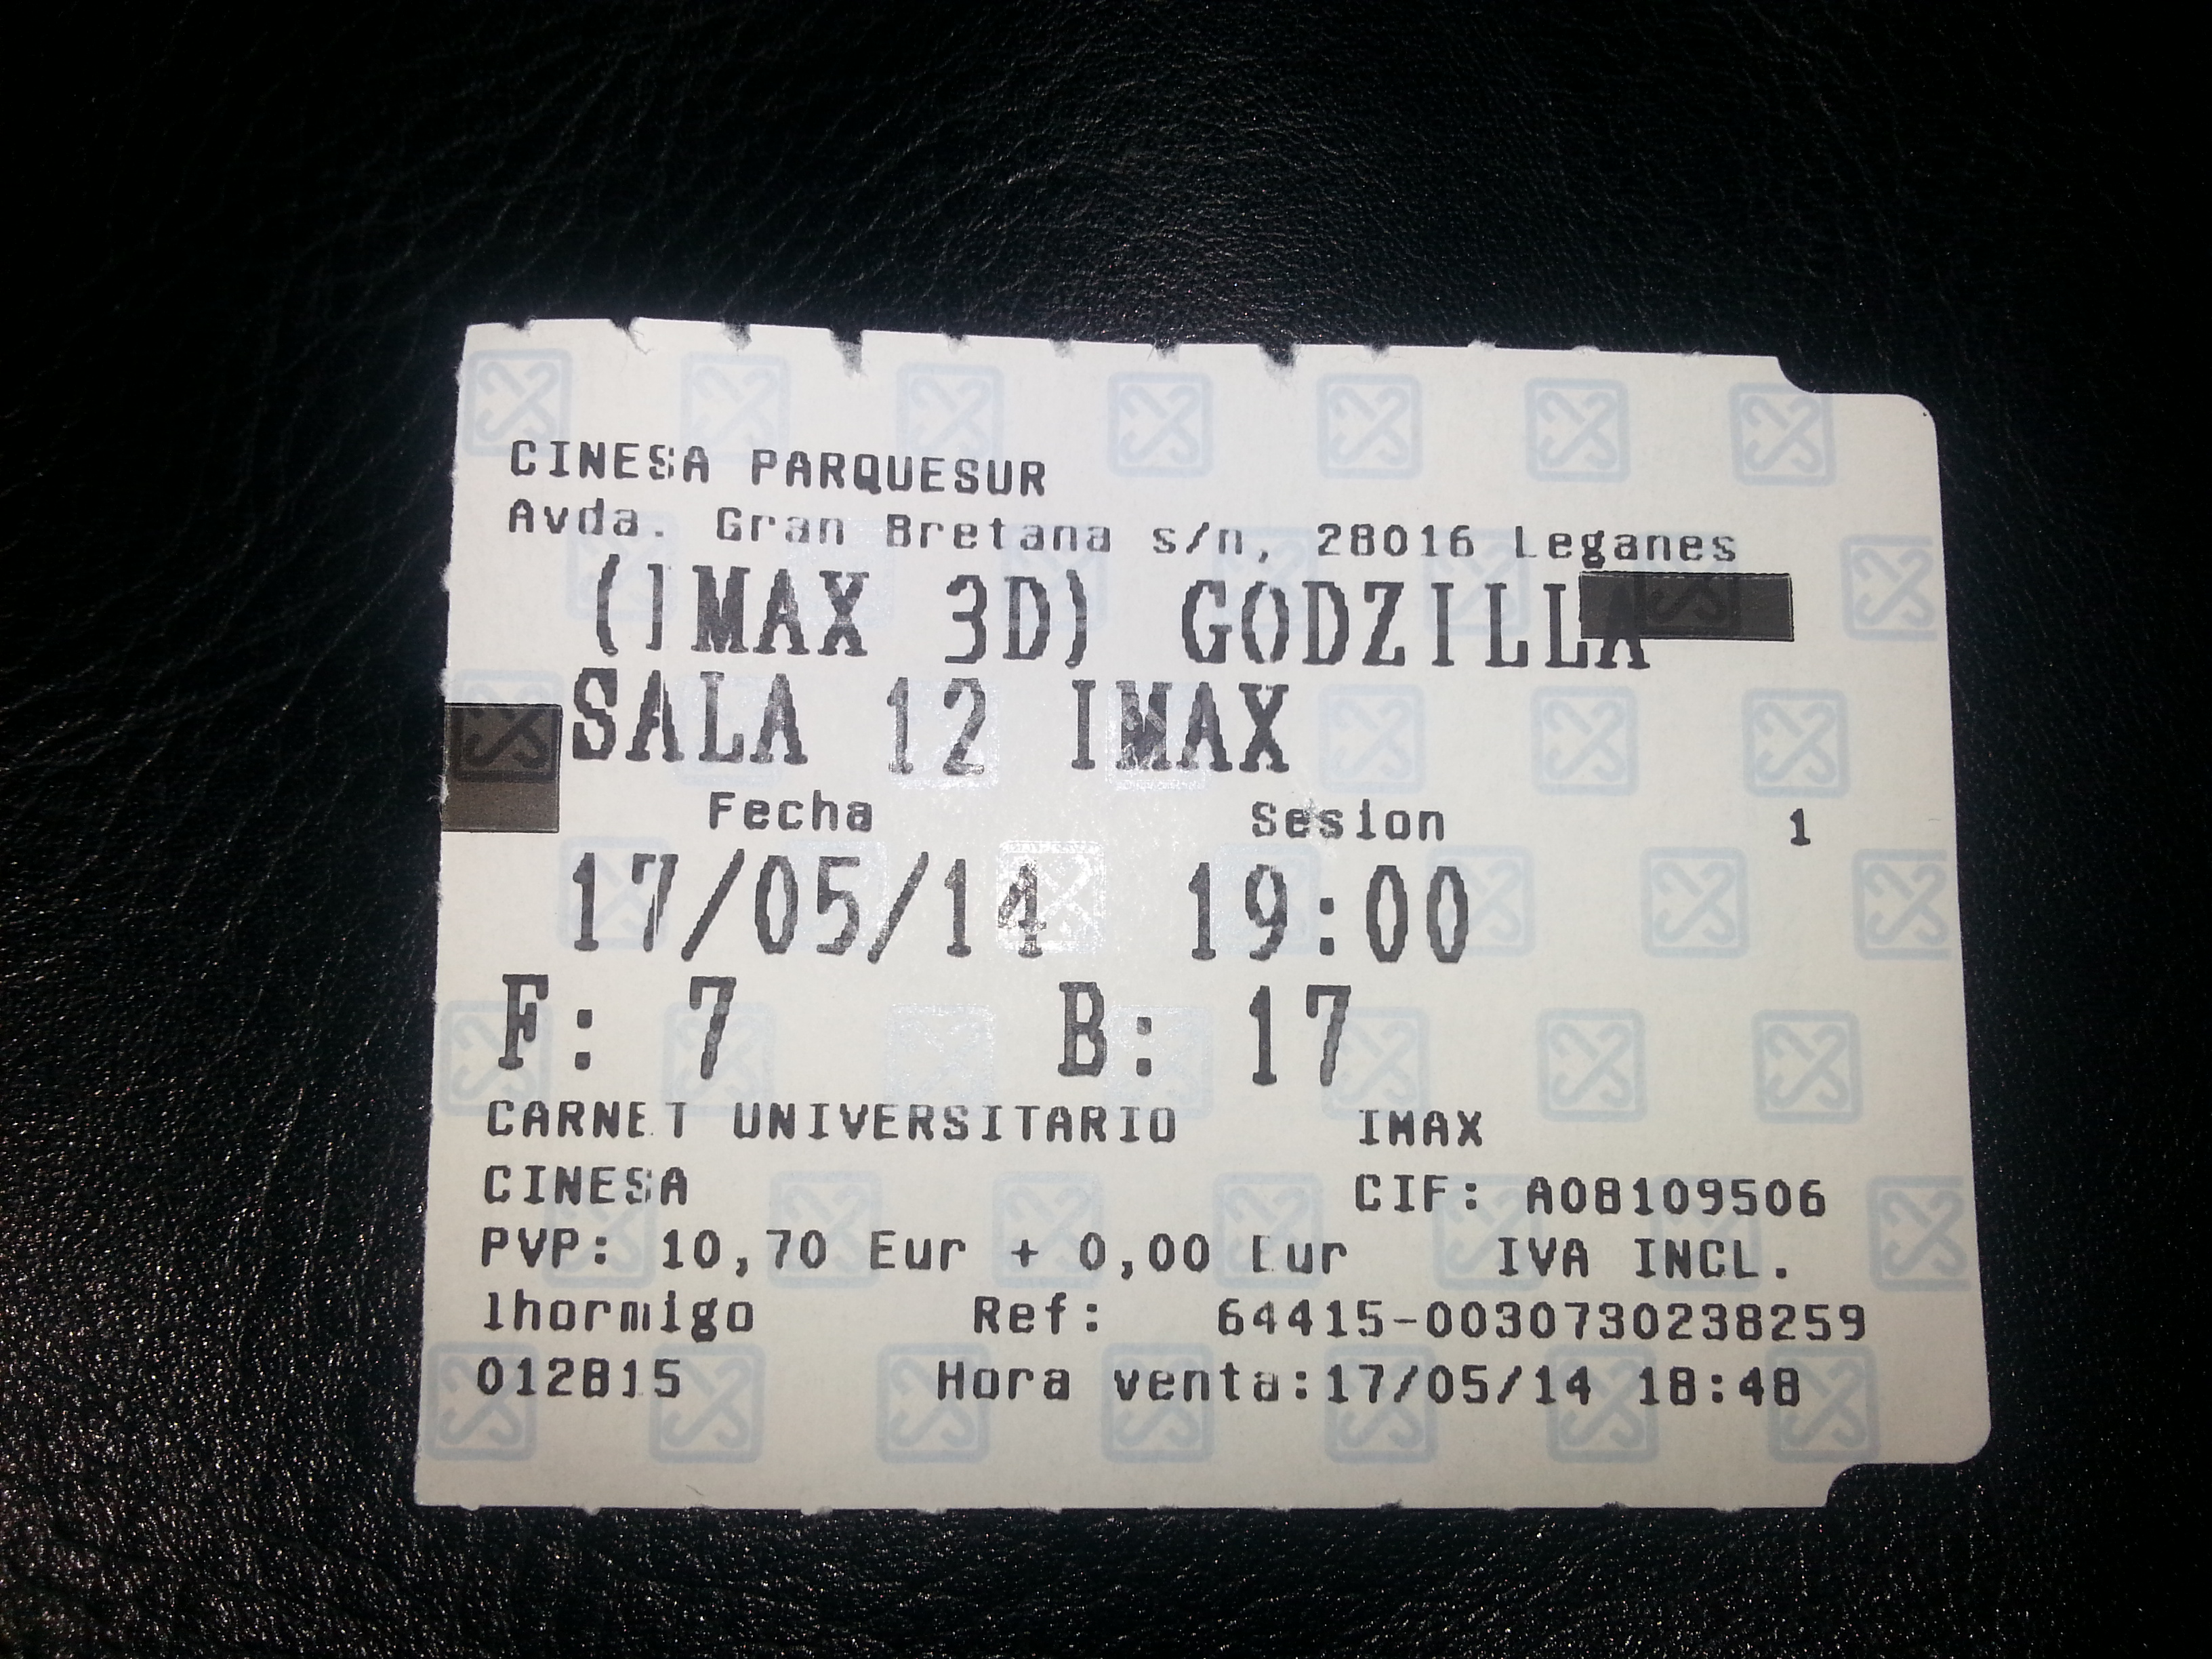 CINESA PARQUESUR
Avda. Gran Bretana s/n, 28016 Leganes
(IMAX 3D) GODZILLA
SALA 12 IMAX
Fecha Sesion 1
17/05/14 19:00
F: 7 B: 17
CARNET UNIVERSITARIO IMAX
CINESA CIF: A08109506
PVP: 10,70 Eur + 0,00 Eur IVA INCL.
lhormigo Ref: 64415-0030730238259
012815 Hora venta:17/05/14 18:48